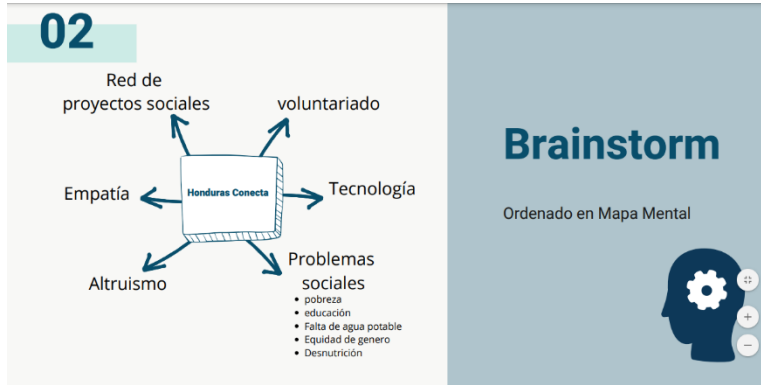 02
Red de
proyectos sociales
voluntariado
Empatía
Honduras Conecta
Tecnología
Altruismo
Problemas
sociales
• pobreza
• educación
• Falta de agua potable
• Equidad de genero
• Desnutrición
Brainstorm
Ordenado en Mapa Mental